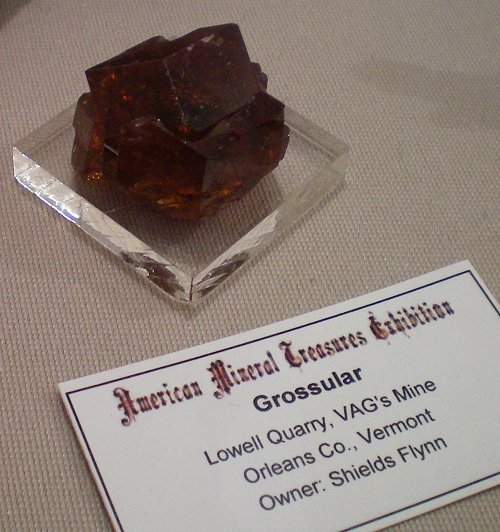 American Mineral Treasures Exhibition
Grossular
Lowell Quarry, VAG's Mine
Orleans Co., Vermont
Owner: Shields Flynn